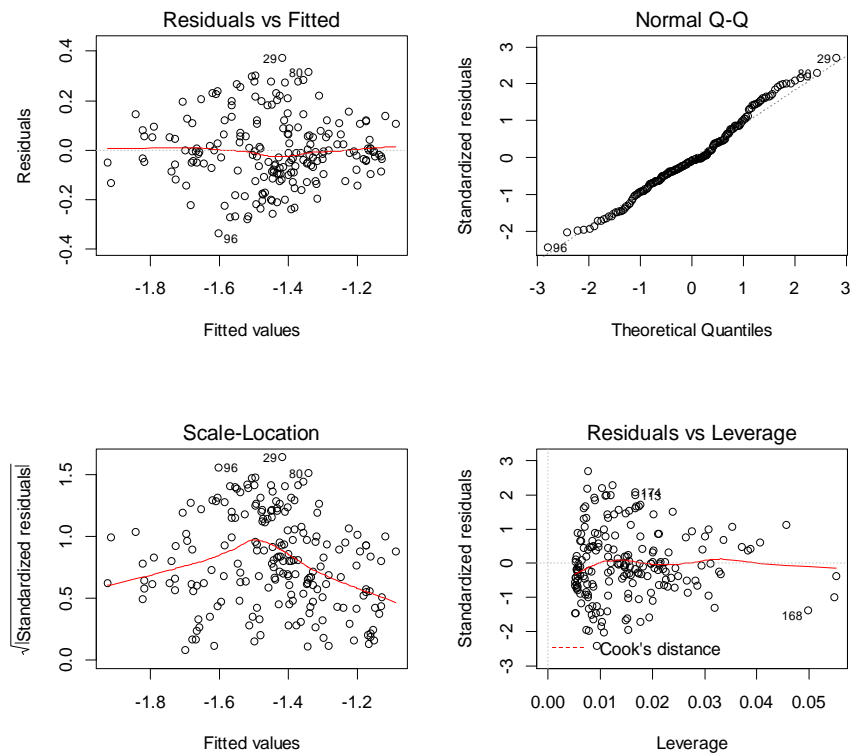 Residuals vs Fitted
Residuals
0.4
0.2
0.0
-0.2
-0.4
29
80
96
-1.8 -1.6 -1.4 -1.2
Fitted values
Normal Q-Q
Standardized residuals
3
2
1
0
-1
-2
29
80
96
-3 -2 -1 0 1 2 3
Theoretical Quantiles
Scale-Location
√|Standardized residuals|
1.5
1.0
0.5
0.0
29
96
80
-1.8 -1.6 -1.4 -1.2
Fitted values
Residuals vs Leverage
Standardized residuals
3
2
1
0
-1
-2
-3
174
168
Cook's distance
0.00 0.01 0.02 0.03 0.04 0.05
Leverage